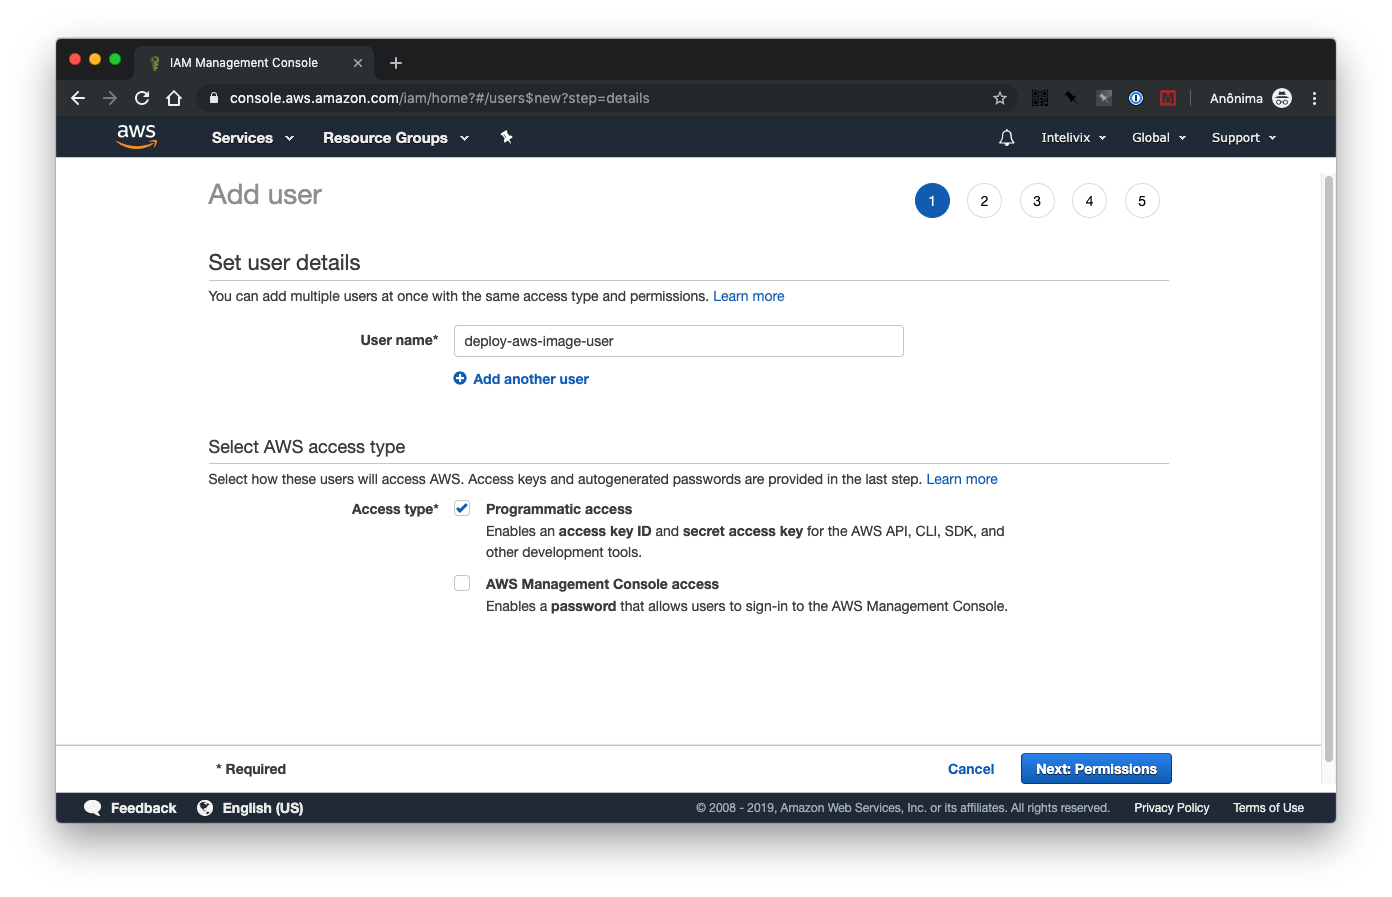 IAM Management Console
console.aws.amazon.com/iam/home?#/users$new?step=details
Anônima
aws
Services
Resource Groups
Intelivix
Global
Support
Add user
1
2
3
4
5
Set user details
You can add multiple users at once with the same access type and permissions. Learn more
User name*
deploy-aws-image-user
Add another user
Select AWS access type
Select how these users will access AWS. Access keys and autogenerated passwords are provided in the last step. Learn more
Access type*
Programmatic access
Enables an access key ID and secret access key for the AWS API, CLI, SDK, and
other development tools.
AWS Management Console access
Enables a password that allows users to sign-in to the AWS Management Console.
* Required
Cancel
Next: Permissions
Feedback
English (US)
© 2008 - 2019, Amazon Web Services, Inc. or its affiliates. All rights reserved.
Privacy Policy
Terms of Use